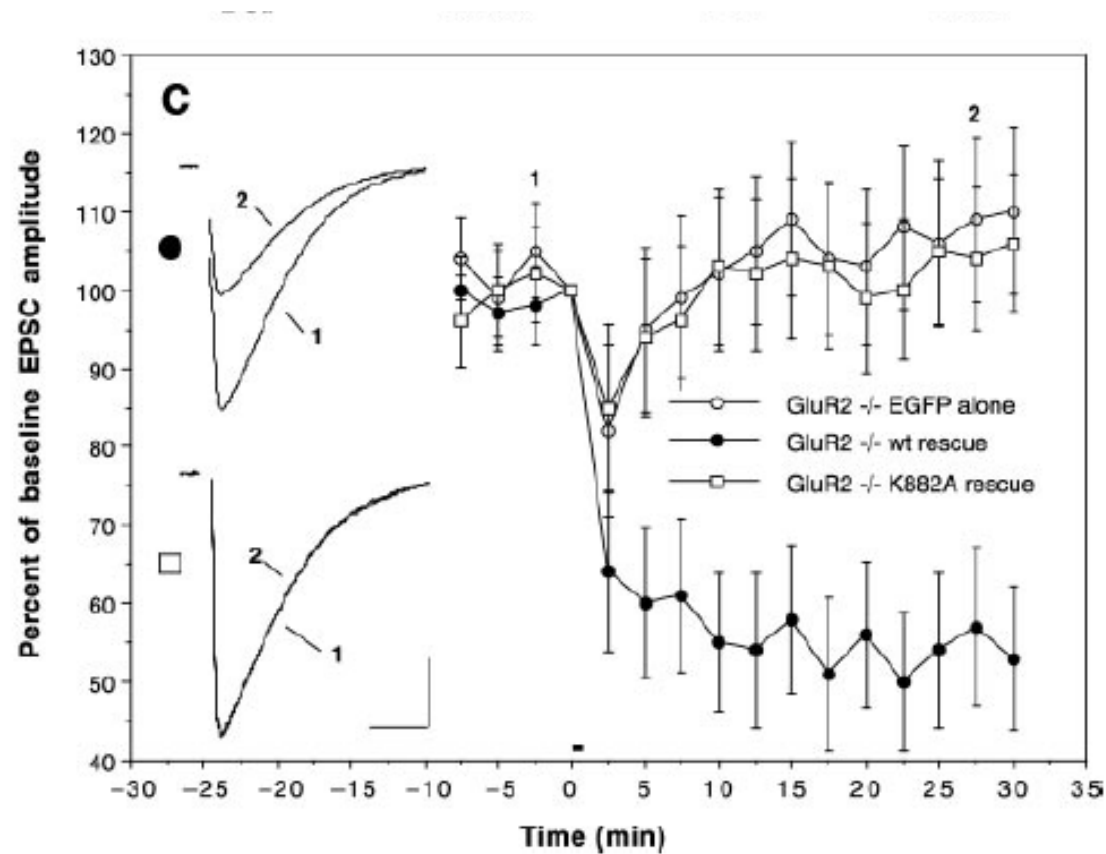 C
130
120
110
100
90
80
70
60
50
40
Percent of baseline EPSC amplitude
2
1
2
1
1
2
GluR2 -/- EGFP alone
GluR2 -/- wt rescue
GluR2 -/- K882A rescue
-30 -25 -20 -15 -10 -5 0 5 10 15 20 25 30 35
Time (min)